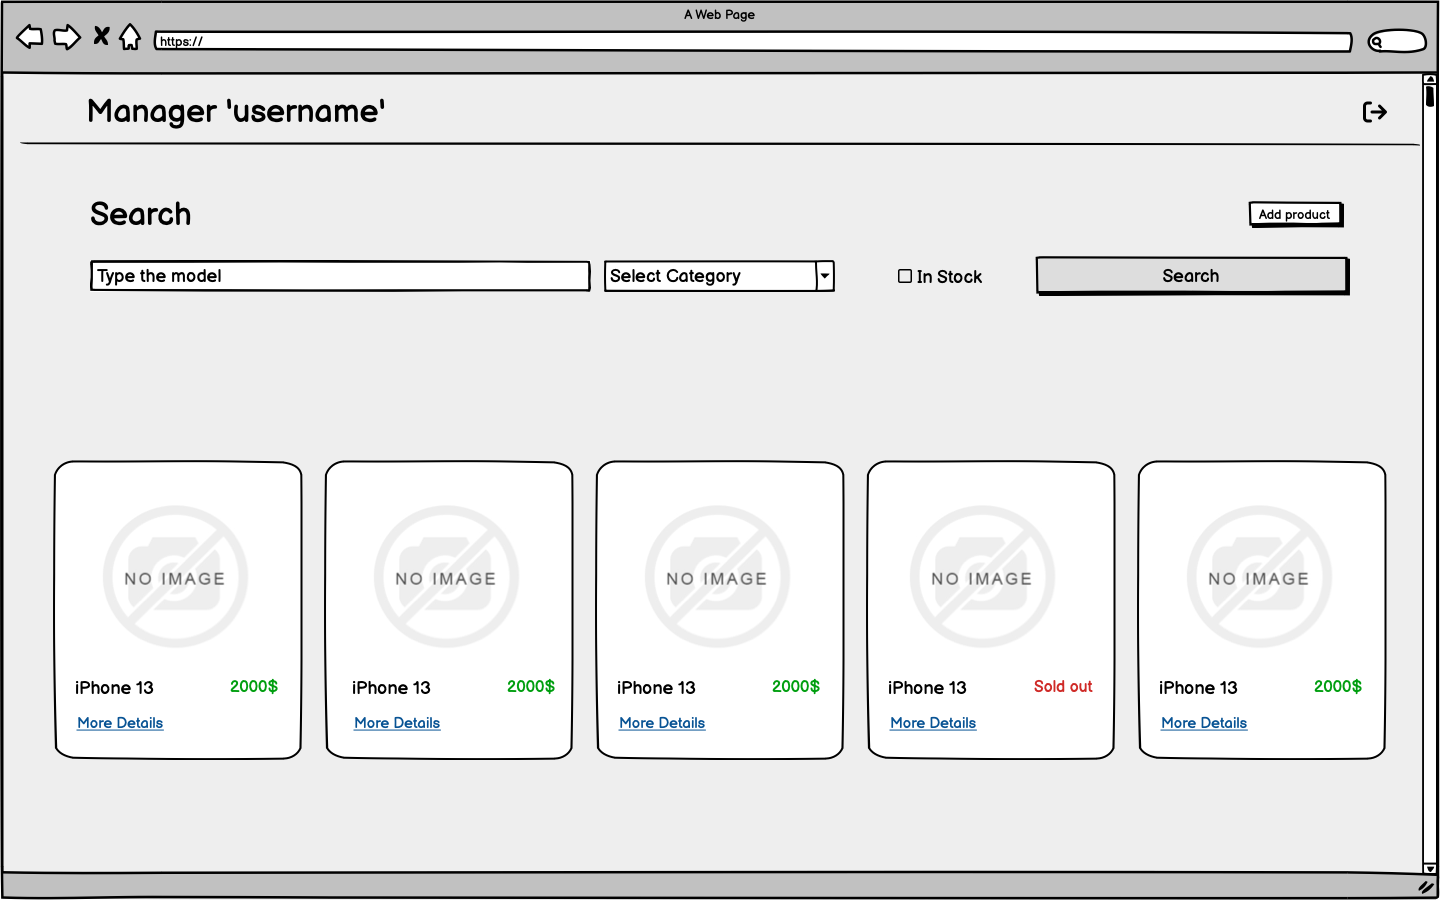 A Web Page
https://
Manager 'username'
Search
Add product
Type the model
Select Category
In Stock
Search
NO IMAGE
NO IMAGE
NO IMAGE
NO IMAGE
NO IMAGE
iPhone 13 2000$
iPhone 13 2000$
iPhone 13 2000$
iPhone 13 Sold out
iPhone 13 2000$
More Details
More Details
More Details
More Details
More Details